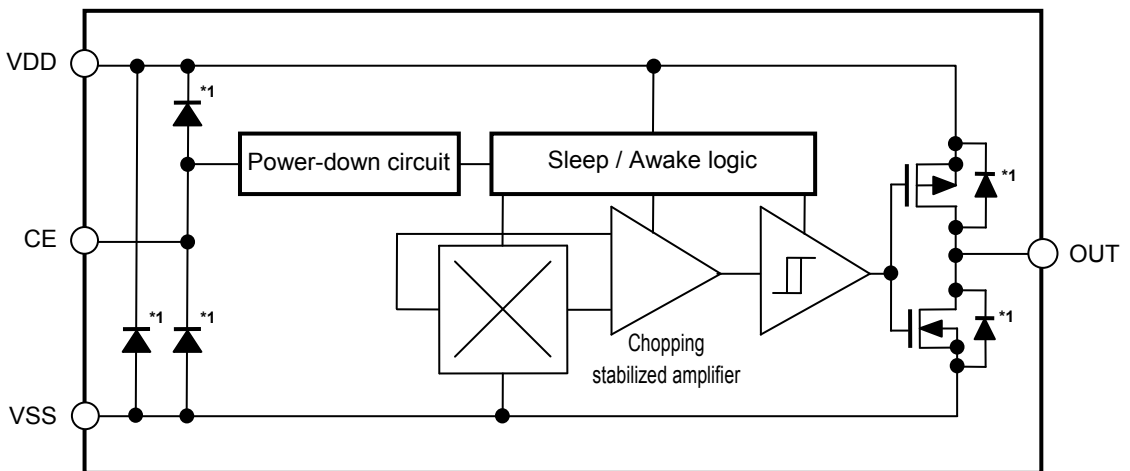 VDD
*1
Power-down circuit
Sleep / Awake logic
*1
CE
OUT
*1
*1
*1
Chopping
stabilized amplifier
VSS